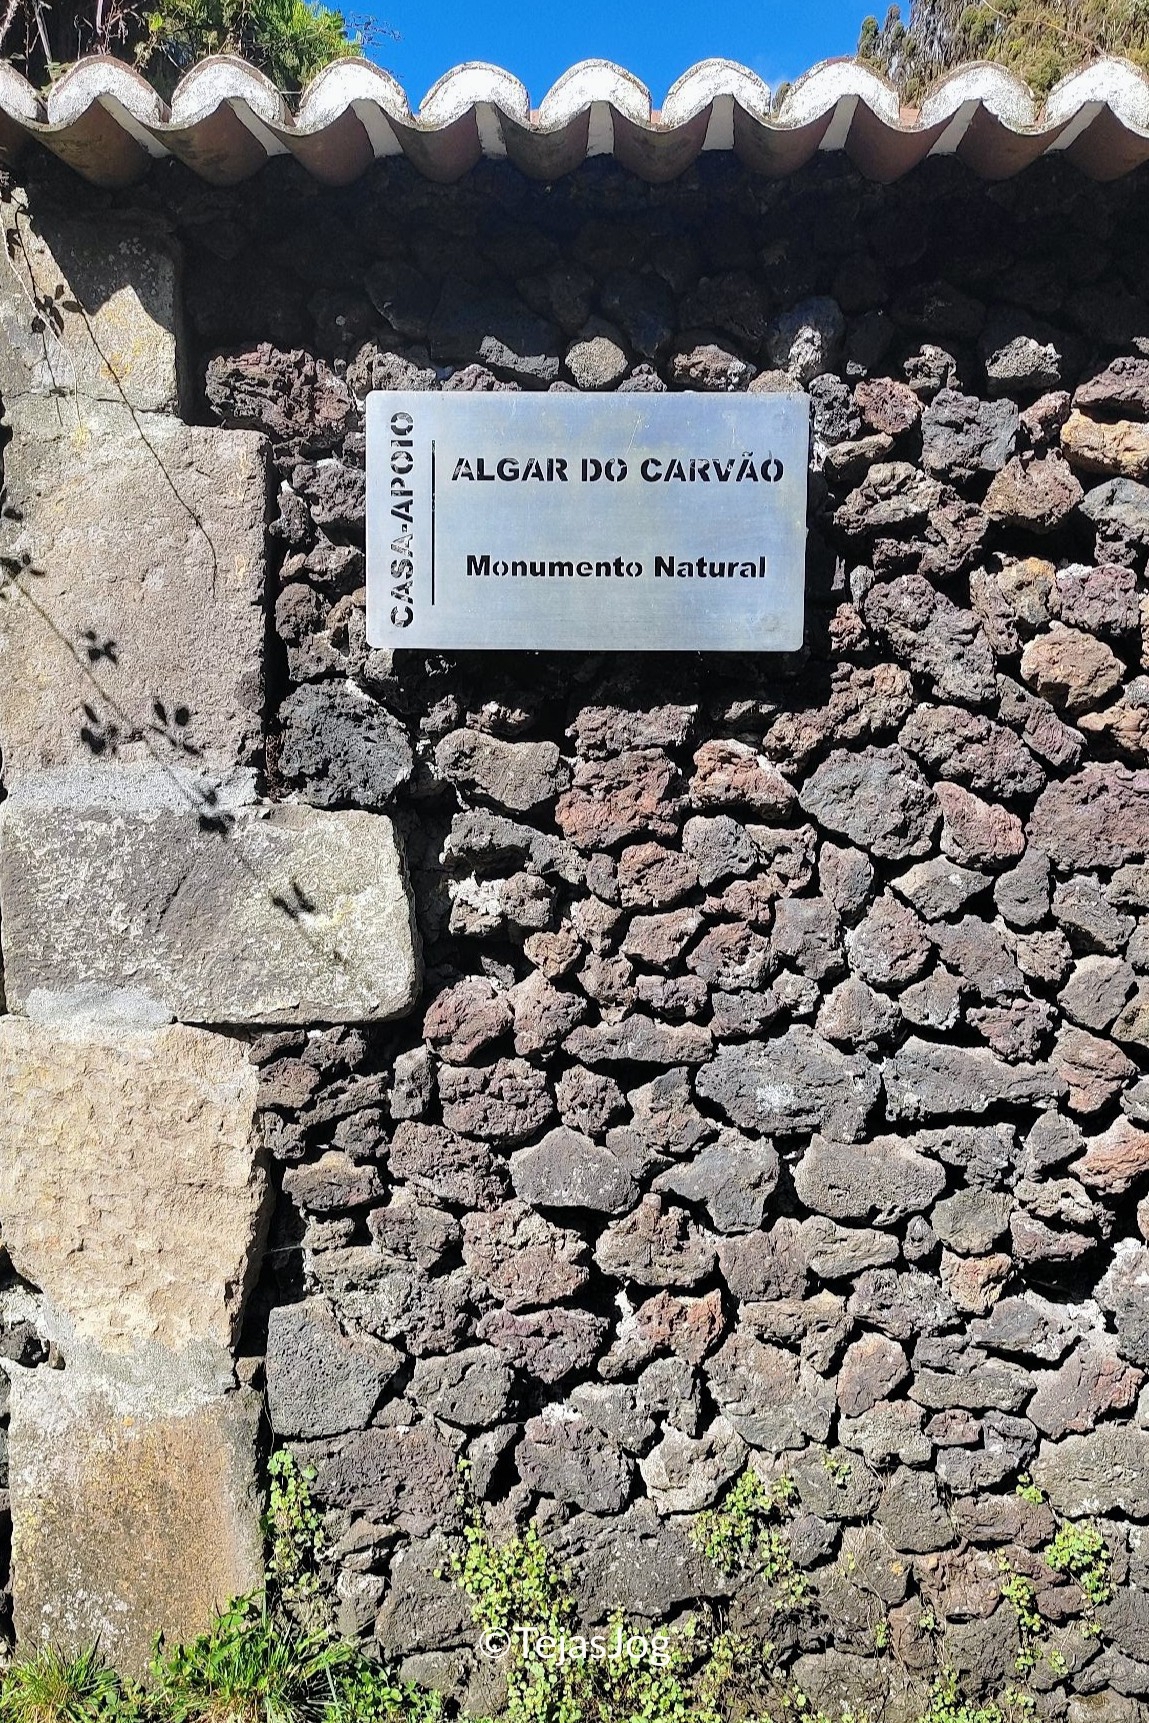 CASA-APOIO
ALGAR DO CARVÃO
Monumento Natural
©TejasJog